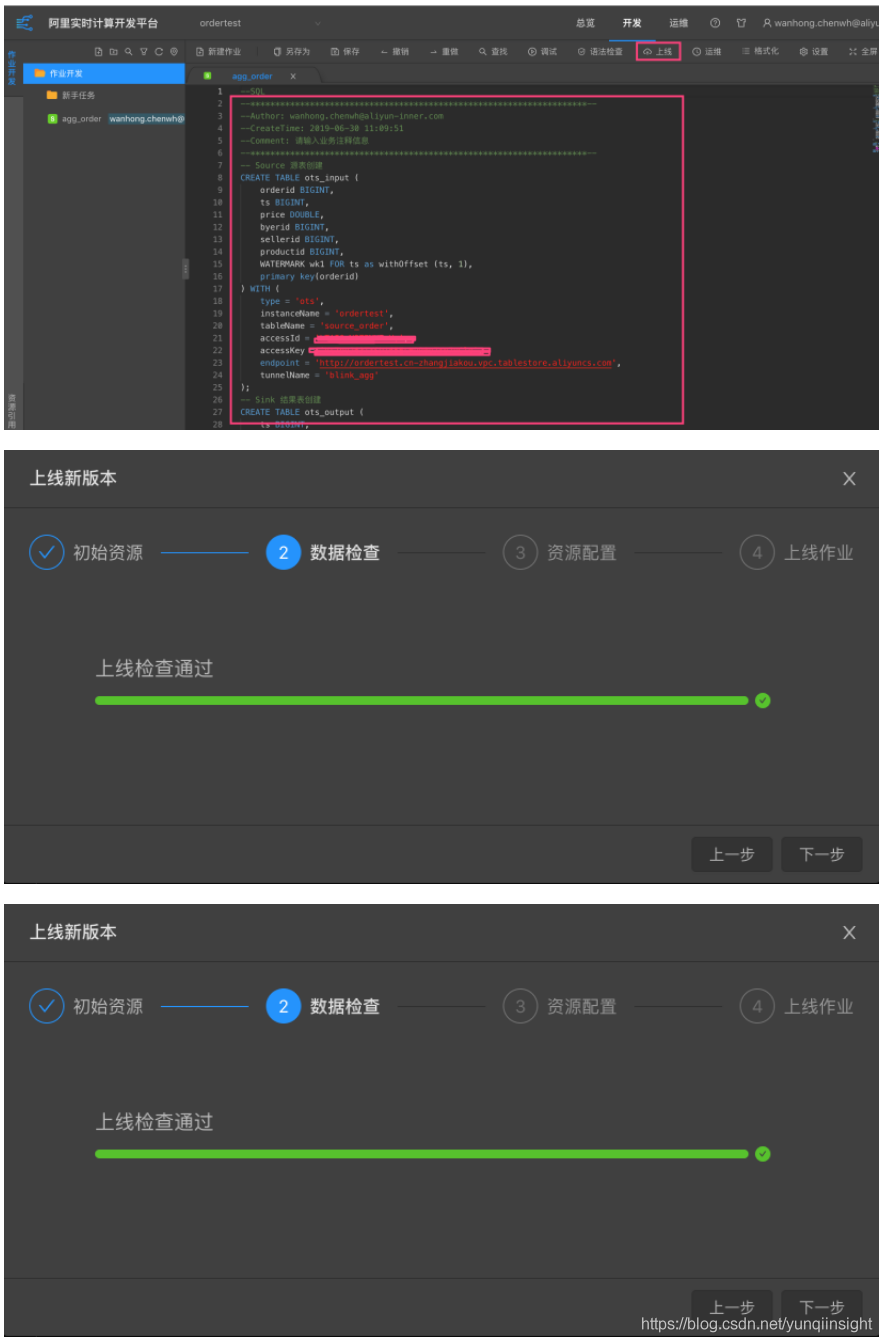 阿里实时计算开发平台 ordertest 总览 开发 运维 wanhong.chenwh@aliyu
新建作业 另存为 保存 撤销 重做 查找 调试 语法检查 上线 运维 格式化 设置 全屏
作业开发
作业开发
新手任务
agg_order wanhong.chenwh@
资源引用
agg_order X
1 --SQL
2 --********************************************************************--
3 --Author: wanhong.chenwh@aliyun-inner.com
4 --CreateTime: 2019-06-30 11:09:51
5 --Comment: 请输入业务注释信息
6 --********************************************************************--
7 -- Source 源表创建
8 CREATE TABLE ots_input (
9 orderid BIGINT,
10 ts BIGINT,
11 price DOUBLE,
12 byerid BIGINT,
13 sellerid BIGINT,
14 productid BIGINT,
15 WATERMARK wk1 FOR ts as withOffset (ts, 1),
16 primary key(orderid)
17 ) WITH (
18 type = 'ots',
19 instanceName = 'ordertest',
20 tableName = 'source_order',
21 accessId =
22 accessKey =
23 endpoint = 'http://ordertest.cn-zhangjiakou.vpc.tablestore.aliyuncs.com',
24 tunnelName = 'blink_agg'
25 );
26 -- Sink 结果表创建
27 CREATE TABLE ots_output (
28 ts BIGINT,
上线新版本 X
初始资源 2 数据检查 3 资源配置 4 上线作业
上线检查通过
上一步 下一步
上线新版本 X
初始资源 2 数据检查 3 资源配置 4 上线作业
上线检查通过
上一步 下一步
https://blog.csdn.net/yunqiinsight